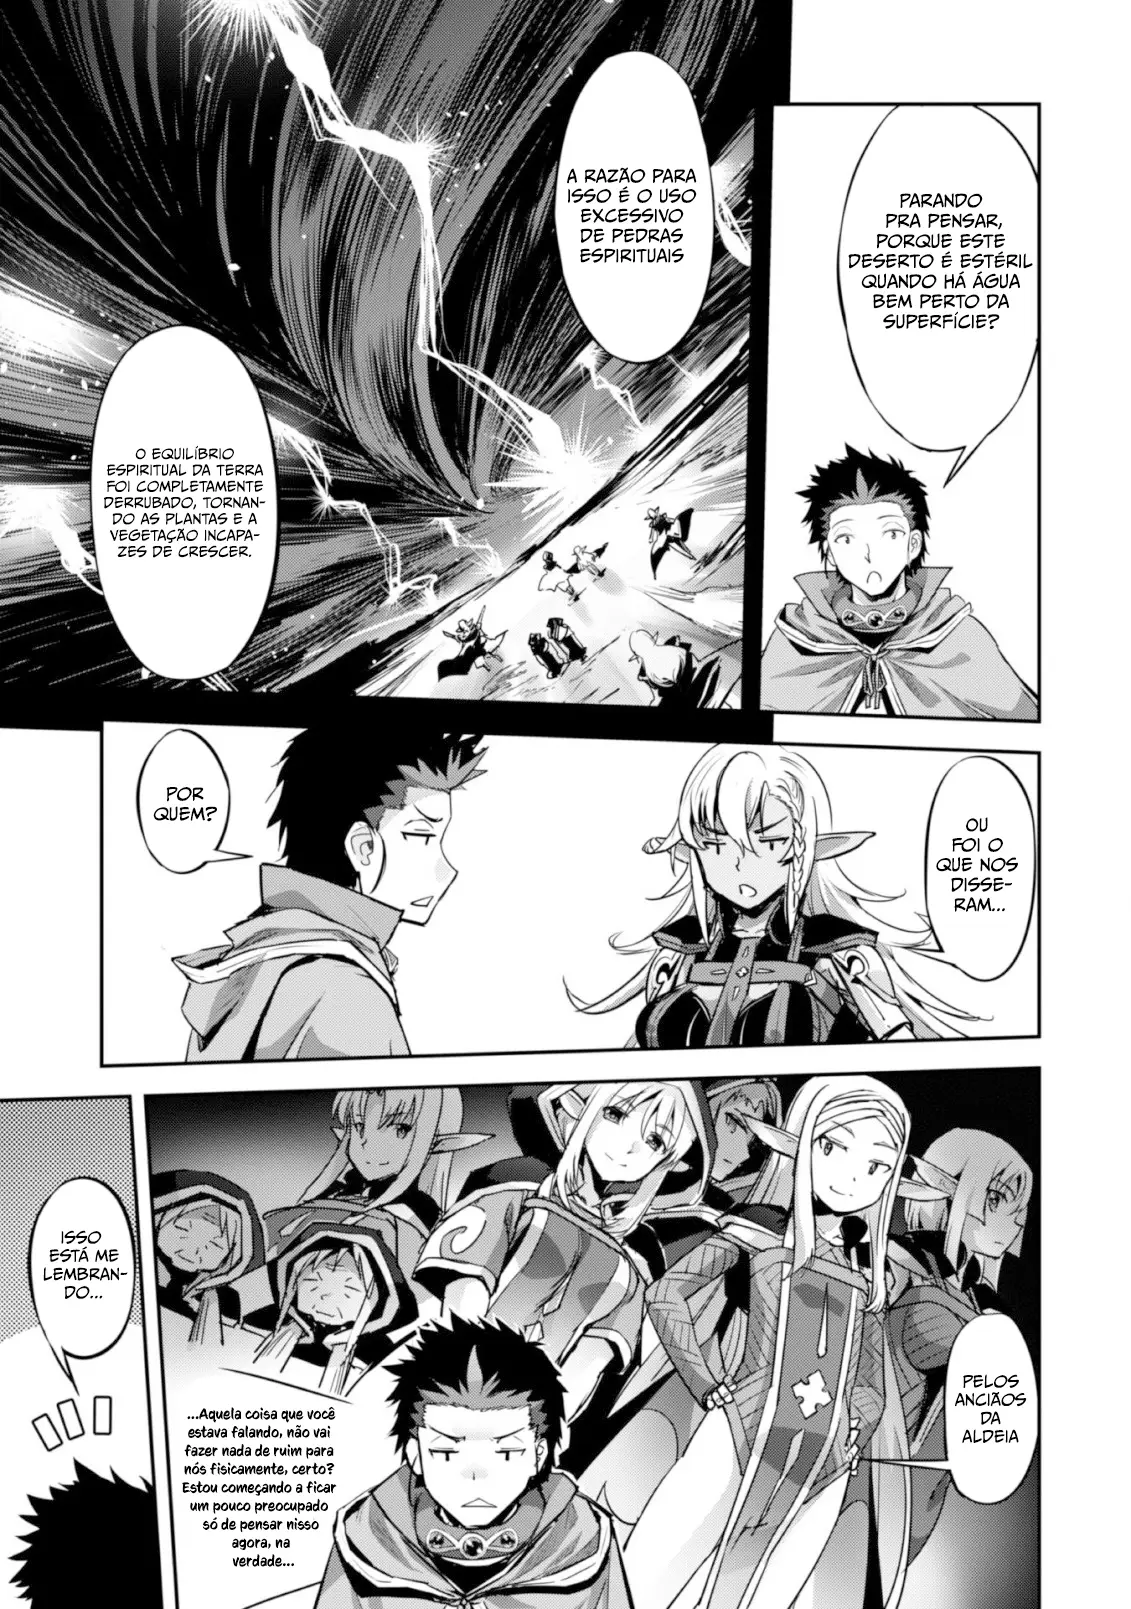 PARANDO
PRA PENSAR,
PORQUE ESTE
DESERTO É ESTÉRIL
QUANDO HÁ ÁGUA
BEM PERTO DA
SUPERFÍCIE?
A RAZÃO PARA
ISSO É O USO
EXCESSIVO
DE PEDRAS
ESPIRITUAIS
O EQUILÍBRIO
ESPIRITUAL DA TERRA
FOI COMPLETAMENTE
DERRUBADO, TORNAN-
DO AS PLANTAS E A
VEGETAÇÃO INCAPA-
ZES DE CRESCER.
OU
FOI O
QUE NOS
DISSE-
RAM...
POR
QUEM?
PELOS
ANCIÃOS
DA
ALDEIA
...Aquela coisa que você
estava falando, não vai
fazer nada de ruim para
nós fisicamente, certo?
Estou começando a ficar
um pouco preocupado
só de pensar nisso
agora, na
verdade...
ISSO
ESTÁ ME
LEMBRAN-
DO...